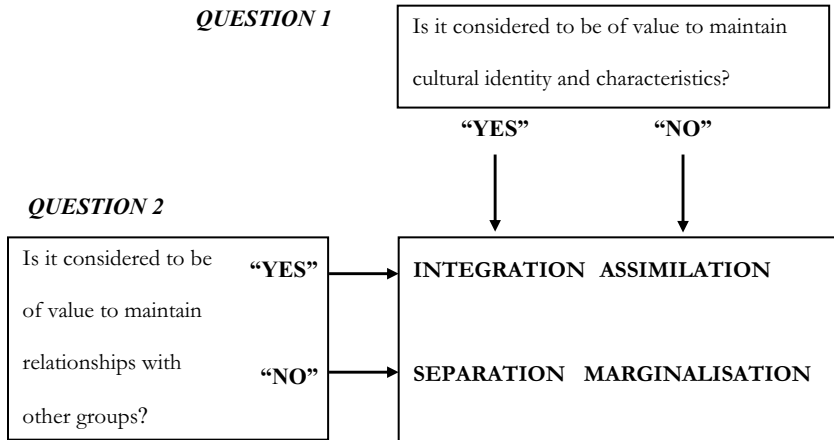 QUESTION 1
Is it considered to be of value to maintain
cultural identity and characteristics?
“YES” “NO”
QUESTION 2
Is it considered to be
of value to maintain
relationships with
other groups?
“YES”
“NO”
INTEGRATION ASSIMILATION
SEPARATION MARGINALISATION